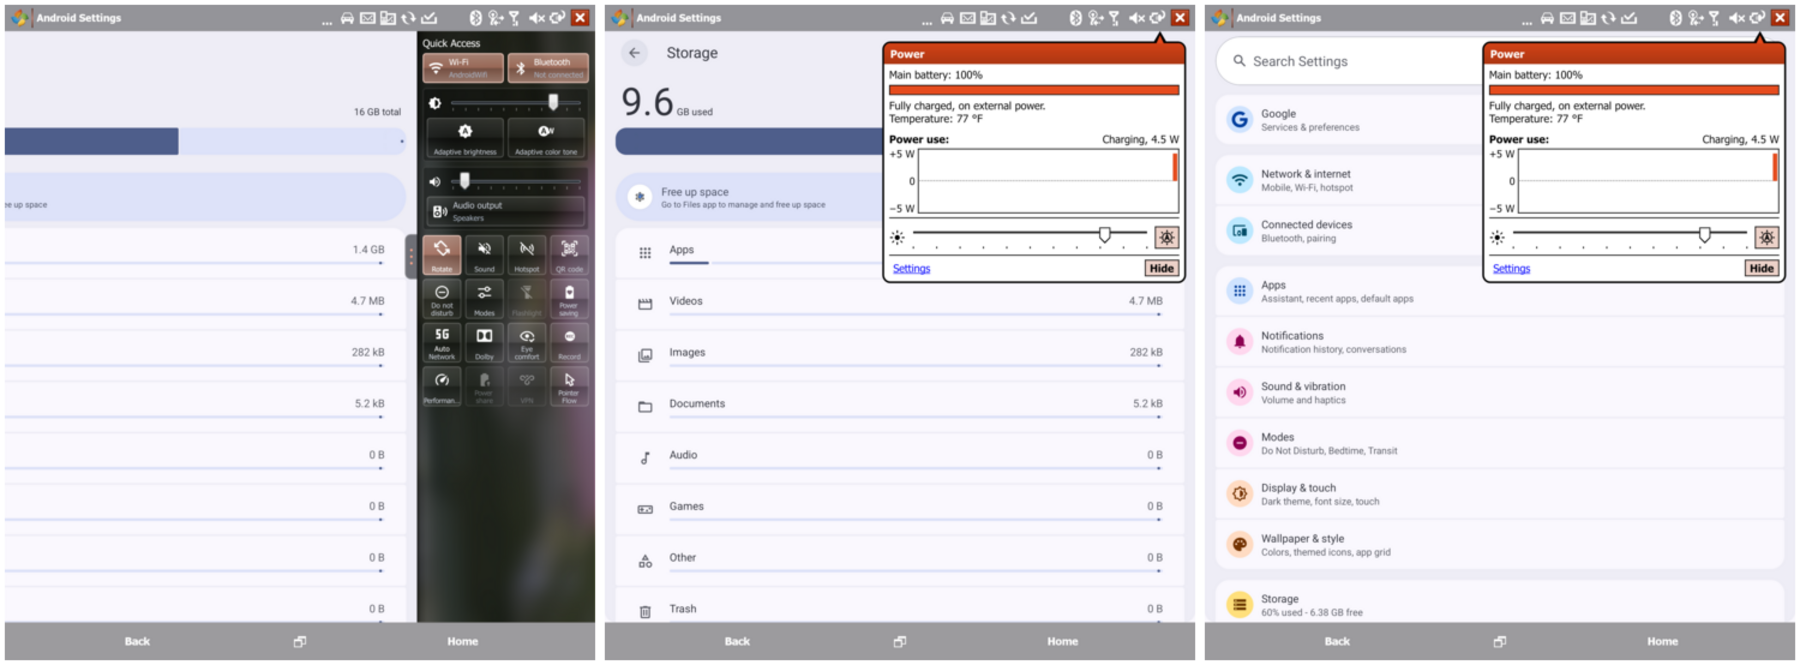 Android Settings
...
Quick Access
Wi-Fi
AndroidWifi
Bluetooth
Not connected
16 GB total
Adaptive brightness
Adaptive color tone
ee up space
Audio output
Speakers
1.4 GB
Rotate
Sound
Hotspot
QR code
4.7 MB
Do not disturb
Modes
Flashlight
Power saving
282 kB
5G
Auto Network
Dolby
Eye comfort
Record
5.2 kB
Performan...
Power share
VPN
Pointer Flow
0 B
0 B
0 B
0 B
Back
Home
Android Settings
...
Storage
9.6 GB used
Free up space
Go to Files app to manage and free up space
Apps
Videos
4.7 MB
Images
282 kB
Documents
5.2 kB
Audio
0 B
Games
0 B
Other
0 B
Trash
0 B
Power
Main battery: 100%
Fully charged, on external power.
Temperature: 77 °F
Power use:
Charging, 4.5 W
+5 W
0
−5 W
Settings
Hide
Back
Home
Android Settings
...
Search Settings
Google
Services & preferences
Network & internet
Mobile, Wi-Fi, hotspot
Connected devices
Bluetooth, pairing
Apps
Assistant, recent apps, default apps
Notifications
Notification history, conversations
Sound & vibration
Volume and haptics
Modes
Do Not Disturb, Bedtime, Transit
Display & touch
Dark theme, font size, touch
Wallpaper & style
Colors, themed icons, app grid
Storage
60% used - 6.38 GB free
Power
Main battery: 100%
Fully charged, on external power.
Temperature: 77 °F
Power use:
Charging, 4.5 W
+5 W
0
−5 W
Settings
Hide
Back
Home